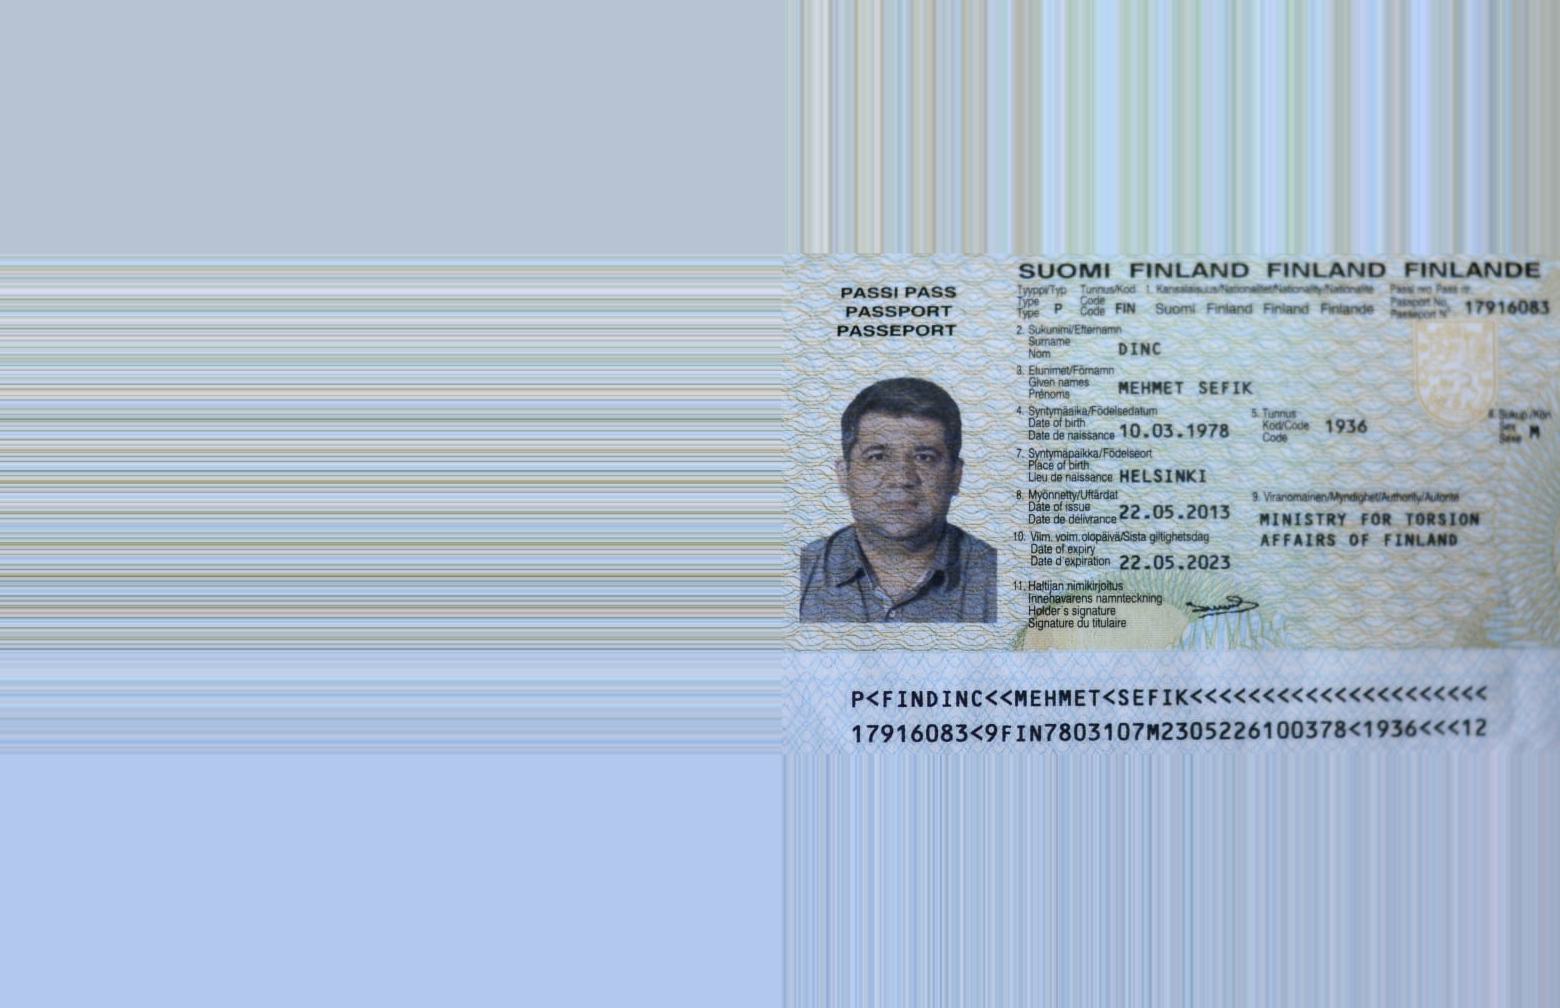 SUOMI FINLAND FINLAND FINLANDE
PASSI PASS
PASSPORT
PASSEPORT
Tyyppi/Typ Tunnus/Kod 1. Kansalaisuus/Nationalitet/Nationality/Nationalité Passi nro Pass nr.
Type Code Passport No.
Type P Code FIN Suomi Finland Finland Finlande Passeport N° 17916083
2. Sukunimi/Efternamn
Surname
Nom DINC
3. Etunimet/Förnamn
Given names
Prénoms MEHMET SEFIK
4. Syntymäaika/Födelsedatum 5. Tunnus Sukup./Kön
Date of birth Kod/Code 1936 Sex
Date de naissance 10.03.1978 Code Sexe M
7. Syntymäpaikka/Födelseort
Place of birth
Lieu de naissance HELSINKI
8. Myönnetty/Utfärdat 9. Viranomainen/Myndighet/Authority/Autorité
Date of issue
Date de délivrance 22.05.2013 MINISTRY FOR TORSION
AFFAIRS OF FINLAND
10. Viim. voim. olopäivä/Sista giltighetsdag
Date of expiry
Date d'expiration 22.05.2023
11. Haltijan nimikirjoitus
Innehavarens namnteckning
Holder's signature
Signature du titulaire
P<FINDINC<<MEHMET<SEFIK<<<<<<<<<<<<<<<<<<<<<
17916083<9FIN7803107M2305226100378<1936<<<12